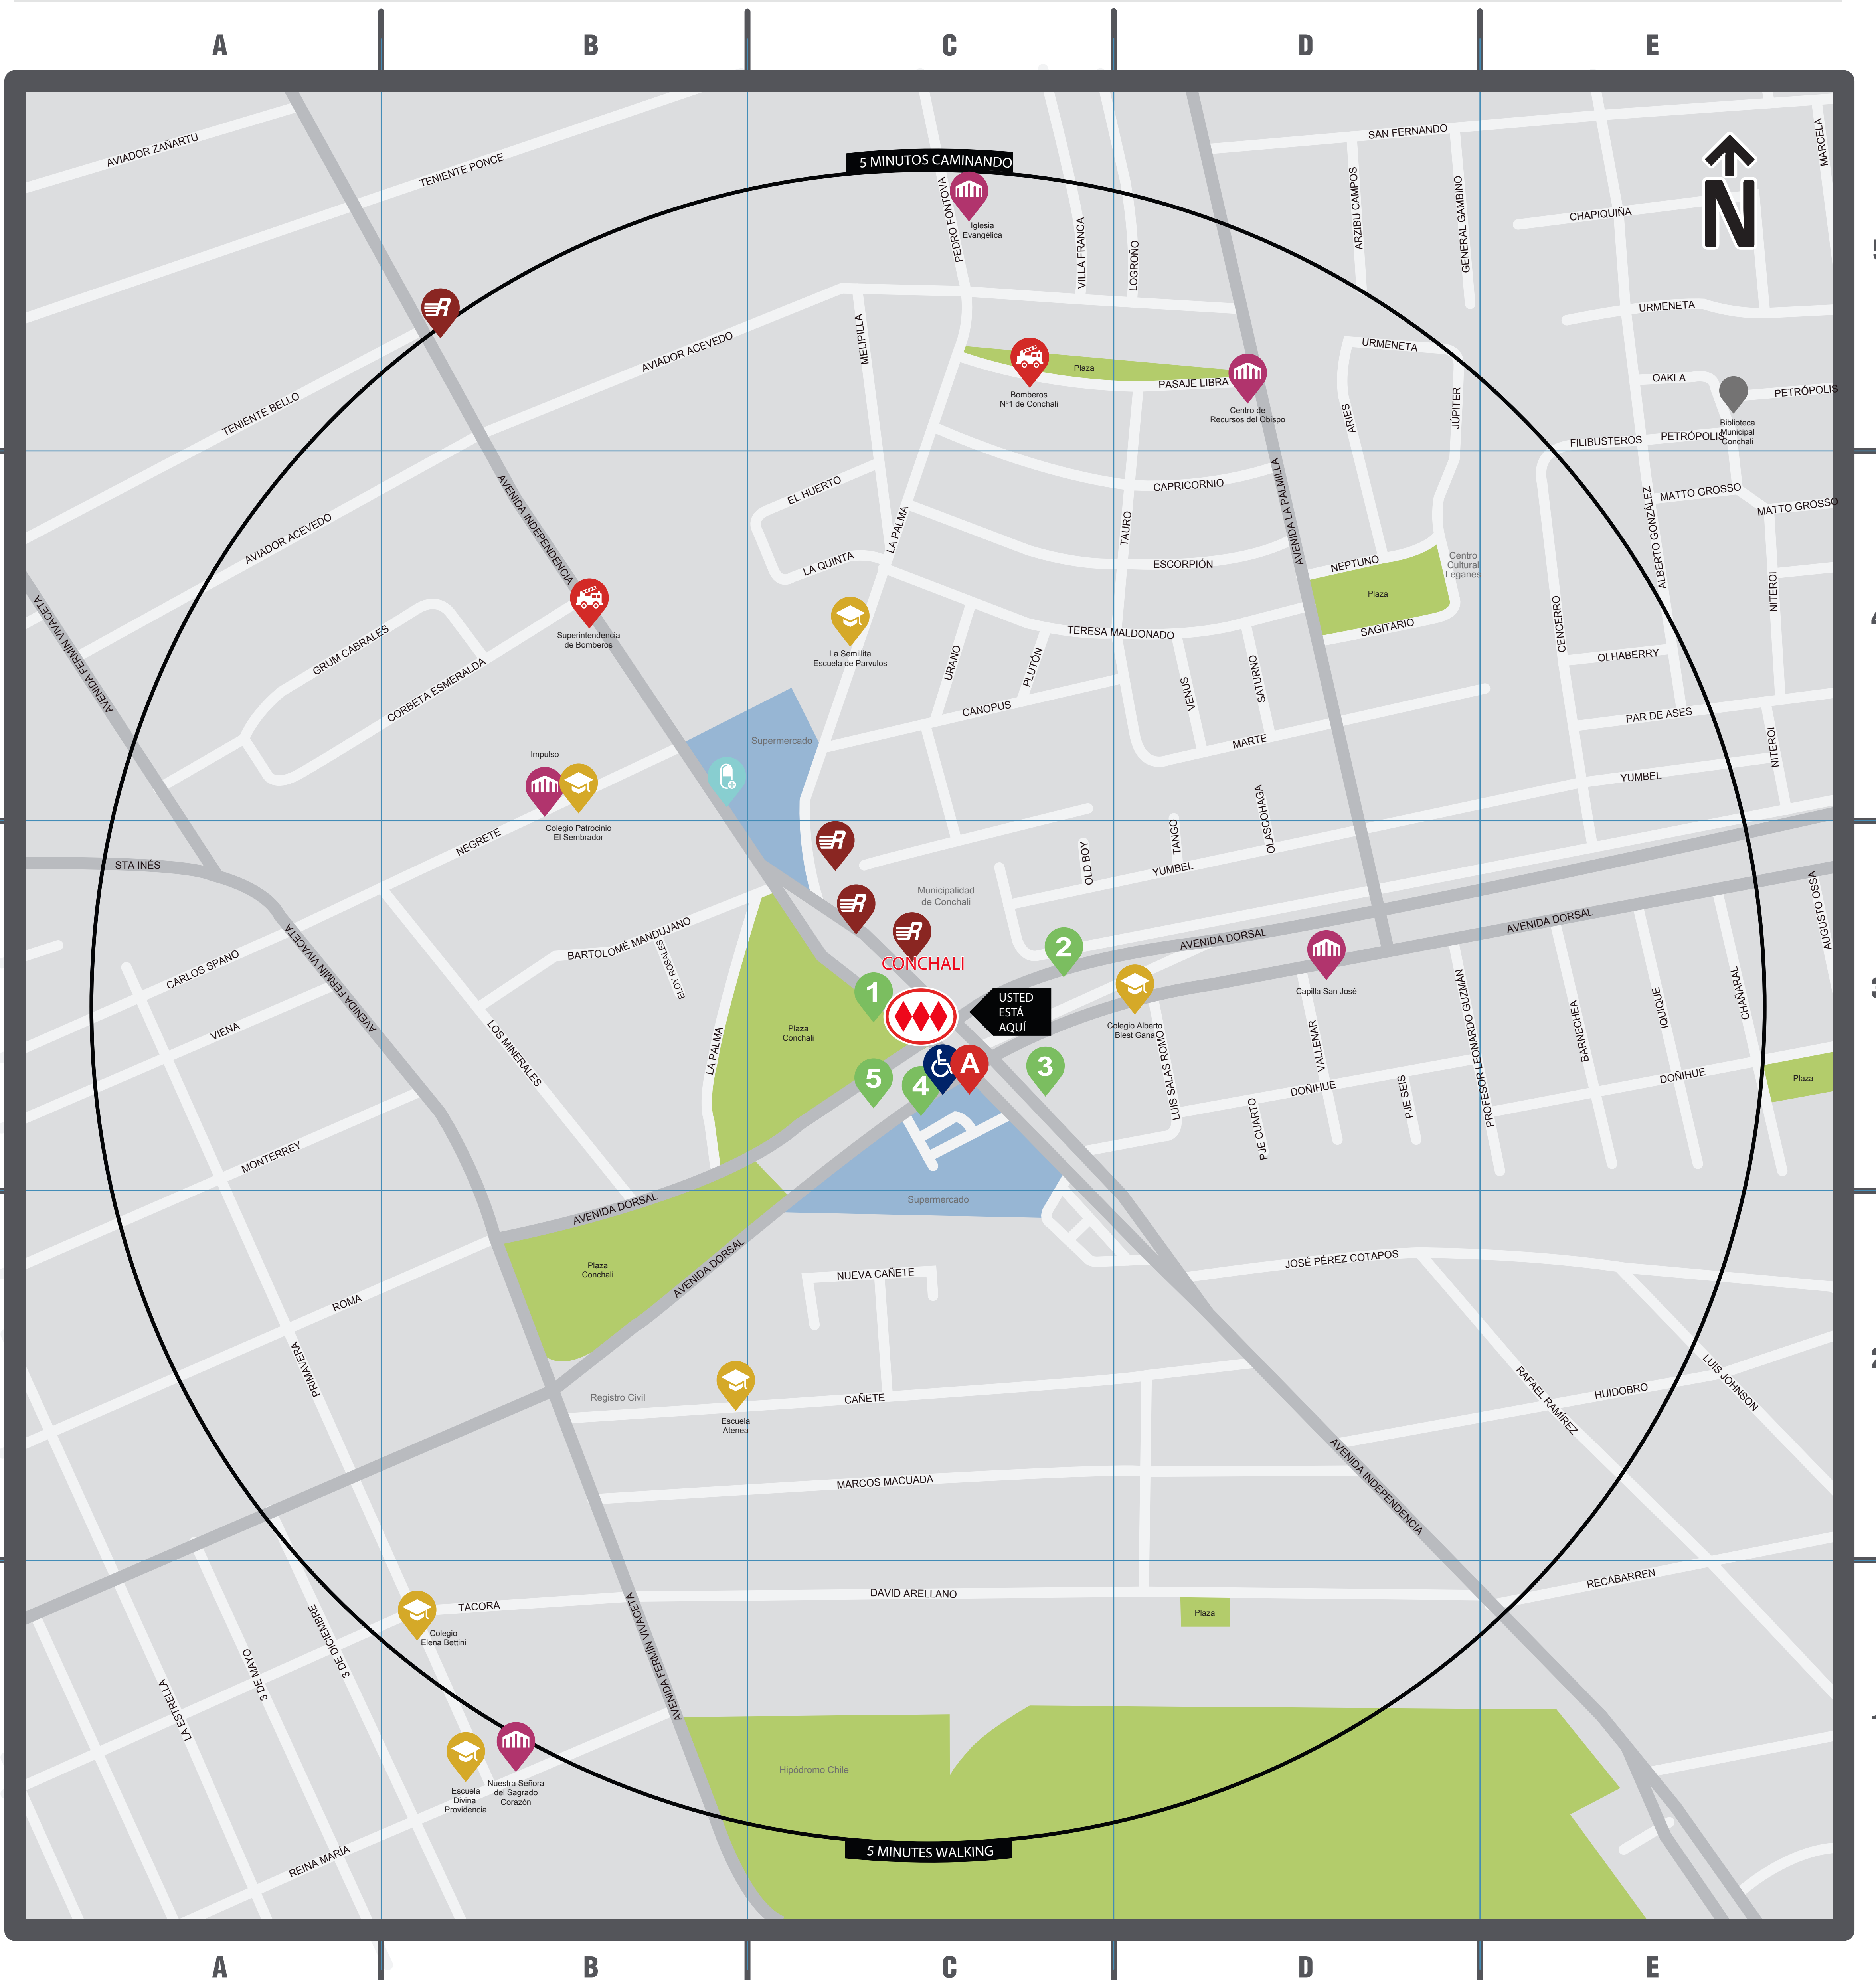 A B C D E
AVIADOR ZAÑARTU
TENIENTE PONCE
5 MINUTOS CAMINANDO
SAN FERNANDO
MARCELA
PEDRO FONTOVA
Iglesia
Evangélica
VILLA FRANCA
LOGROÑO
ARZIBU CAMPOS
GENERAL GAMBINO
CHAPIQUIÑA
N
URMENETA
R
AVIADOR ACEVEDO
MELIPILLA
Plaza
Bomberos
Nº1 de Conchali
PASAJE LIBRA
Centro de
Recursos del Obispo
URMENETA
ARIES
JÚPITER
OAKLA
PETRÓPOLIS
Biblioteca
Municipal
Conchali
TENIENTE BELLO
FILIBUSTEROS
PETRÓPOLIS
AVIADOR ACEVEDO
AVENIDA INDEPENDENCIA
EL HUERTO
LA PALMA
LA QUINTA
CAPRICORNIO
TAURO
ESCORPIÓN
AVENIDA LA PALMILLA
NEPTUNO
Centro
Cultural
Leganes
Plaza
SAGITARIO
MATTO GROSSO
MATTO GROSSO
ALBERTO GONZÁLEZ
NITEROI
CENCERRO
OLHABERRY
AVENIDA FERMIN VIVACETA
GRUM CABRALES
CORBETA ESMERALDA
Superintendencia
de Bomberos
La Semillita
Escuela de Parvulos
TERESA MALDONADO
URANO
PLUTÓN
VENUS
SATURNO
CANOPUS
MARTE
PAR DE ASES
NITEROI
YUMBEL
Supermercado
Impulso
Colegio Patrocinio
El Sembrador
NEGRETE
STA INÉS
R
R
R
Municipalidad
de Conchali
OLD BOY
TANGO
OLASCOHAGA
YUMBEL
CARLOS SPANO
AVENIDA FERMIN VIVACETA
BARTOLOMÉ MANDUJANO
ELOY ROSALES
CONCHALI
1
2
AVENIDA DORSAL
AVENIDA DORSAL
AUGUSTO OSSA
Capilla San José
Colegio Alberto
Blest Gana
USTED
ESTÁ
AQUÍ
VIENA
LOS MINERALES
LA PALMA
Plaza
Conchali
5
4
A
3
LUIS SALAS ROMO
VALLENAR
DOÑIHUE
PJE CUARTO
PJE SEIS
PROFESOR LEONARDO GUZMÁN
BARNECHEA
IQUIQUE
CHAÑARAL
DOÑIHUE
Plaza
MONTERREY
AVENIDA DORSAL
Supermercado
Plaza
Conchali
AVENIDA DORSAL
NUEVA CAÑETE
JOSÉ PÉREZ COTAPOS
ROMA
PRIMAVERA
Registro Civil
Escuela
Atenea
CAÑETE
RAFAEL RAMÍREZ
HUIDOBRO
LUIS JOHNSON
MARCOS MACUADA
AVENIDA INDEPENDENCIA
TACORA
Colegio
Elena Bettini
DAVID ARELLANO
Plaza
RECABARREN
3 DE DICIEMBRE
3 DE MAYO
LA ESTRELLA
AVENIDA FERMIN VIVACETA
Escuela
Divina
Providencia
Nuestra Señora
del Sagrado
Corazón
Hipódromo Chile
REINA MARÍA
5 MINUTES WALKING
A B C D E